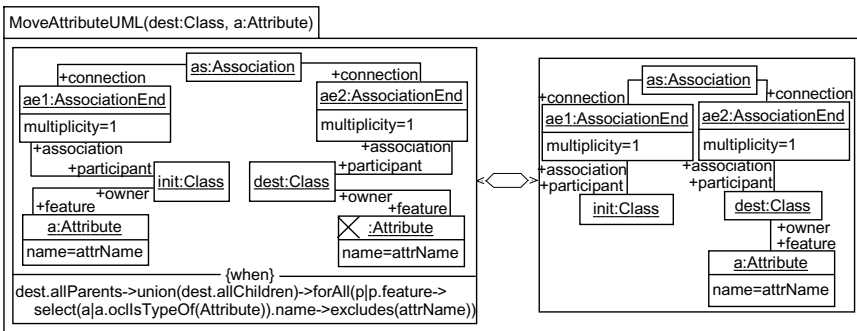 MoveAttributeUML(dest:Class, a:Attribute)
as:Association
+connection
+connection
ae1:AssociationEnd
multiplicity=1
ae2:AssociationEnd
multiplicity=1
+association
+participant
+association
+participant
init:Class
dest:Class
+owner
+feature
+owner
+feature
a:Attribute
name=attrName
:Attribute
name=attrName
{when}
dest.allParents->union(dest.allChildren)->forAll(p|p.feature->
select(a|a.oclIsTypeOf(Attribute)).name->excludes(attrName))
as:Association
+connection
+connection
ae1:AssociationEnd
multiplicity=1
ae2:AssociationEnd
multiplicity=1
+association
+participant
+association
+participant
init:Class
dest:Class
+owner
+feature
a:Attribute
name=attrName